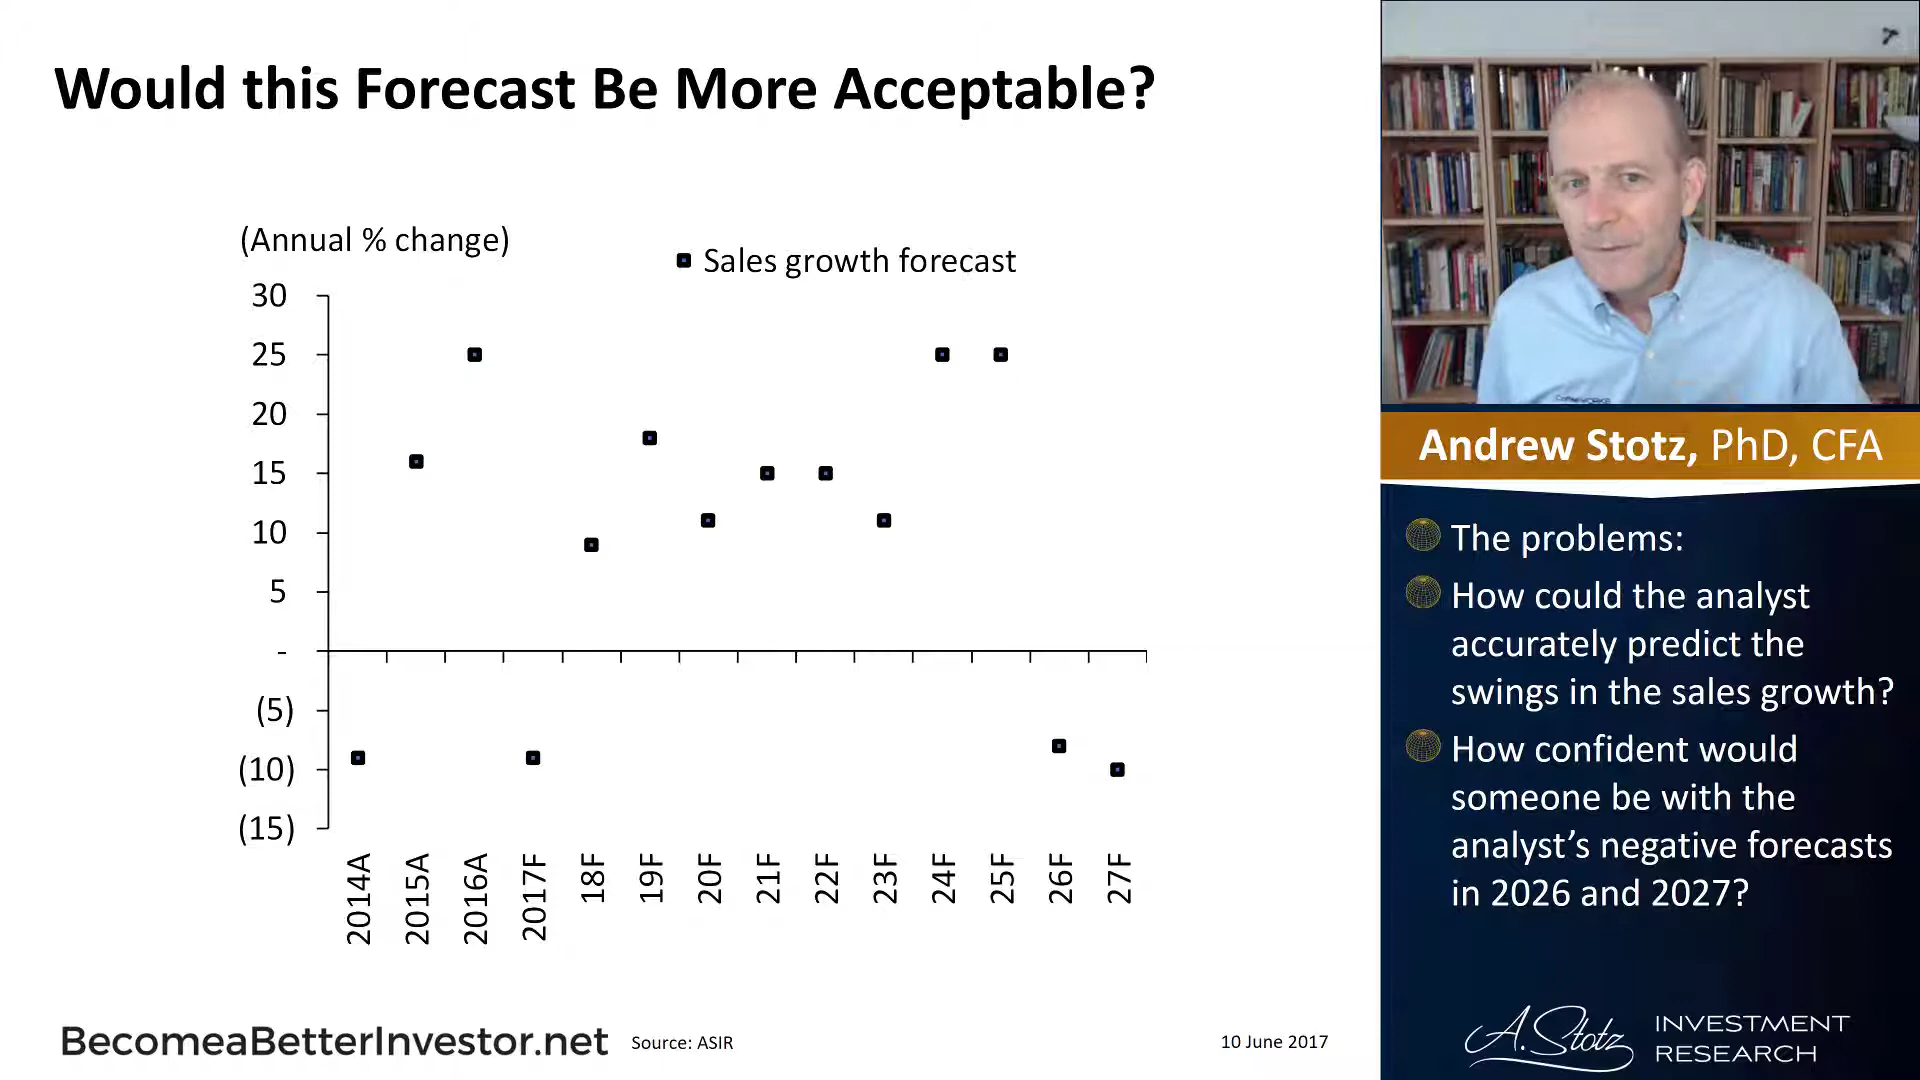 Would this Forecast Be More Acceptable?
(Annual % change)
Sales growth forecast
30
25
20
15
10
5
-
(5)
(10)
(15)
2014A
2015A
2016A
2017F
18F
19F
20F
21F
22F
23F
24F
25F
26F
27F
BecomeaBetterInvestor.net
Source: ASIR
10 June 2017
Andrew Stotz, PhD, CFA
The problems:
How could the analyst
accurately predict the
swings in the sales growth?
How confident would
someone be with the
analyst’s negative forecasts
in 2026 and 2027?
A. Stotz
INVESTMENT
RESEARCH